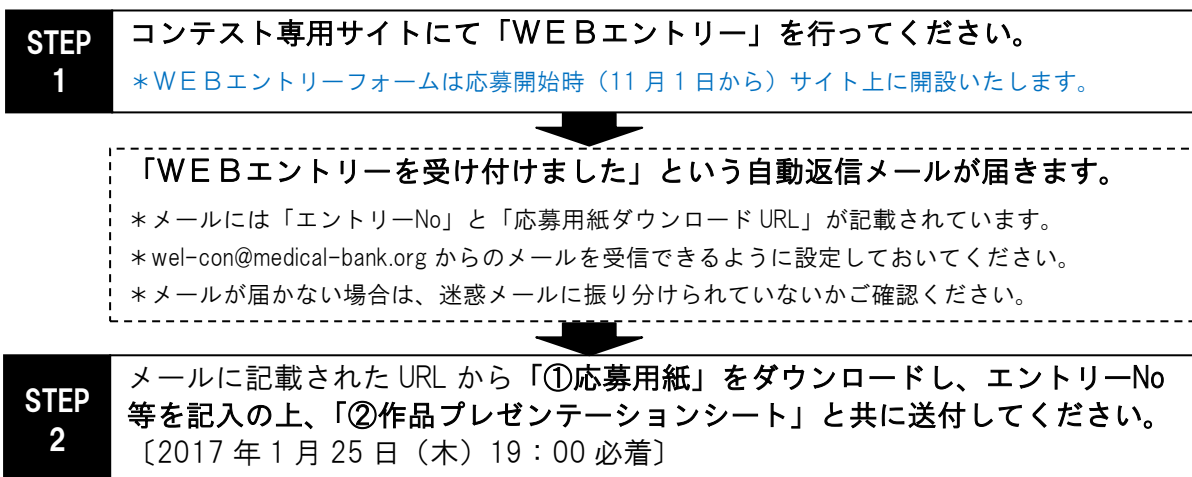 STEP
1
コンテスト専用サイトにて「ＷＥＢエントリー」を行ってください。
＊ＷＥＢエントリーフォームは応募開始時（11月1日から）サイト上に開設いたします。
「ＷＥＢエントリーを受け付けました」という自動返信メールが届きます。
＊メールには「エントリーNo」と「応募用紙ダウンロードURL」が記載されています。
＊wel-con@medical-bank.orgからのメールを受信できるように設定しておいてください。
＊メールが届かない場合は、迷惑メールに振り分けられていないかご確認ください。
STEP
2
メールに記載されたURLから「①応募用紙」をダウンロードし、エントリーNo
等を記入の上、「②作品プレゼンテーションシート」と共に送付してください。
〔2017年1月25日（木）19：00必着〕